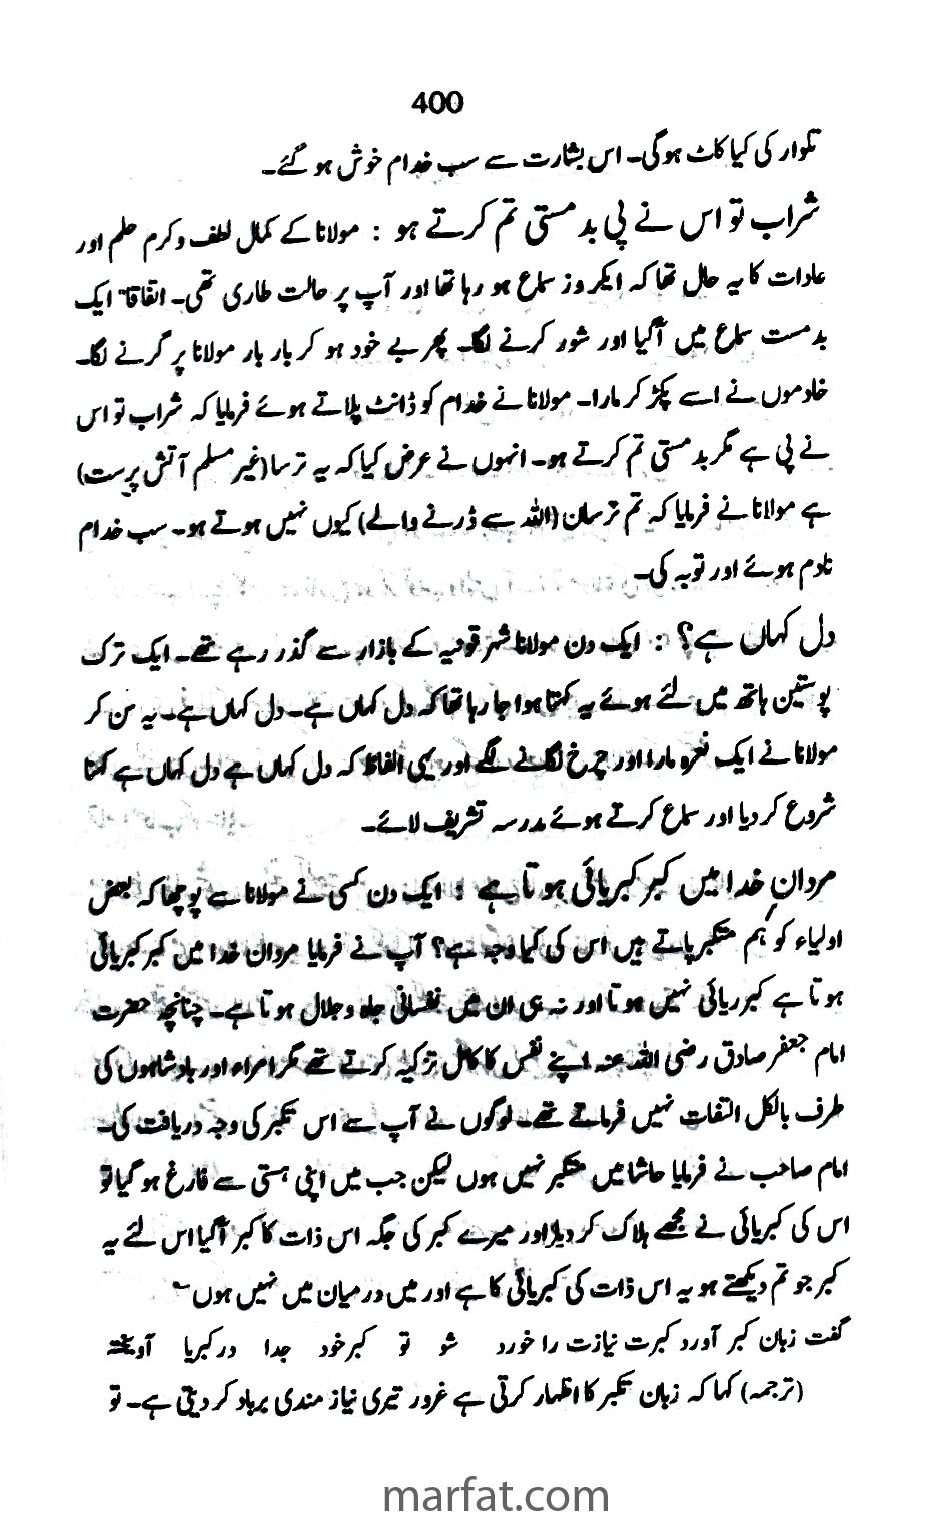 400
تلوار کی کیا کاٹ ہوگی۔ اس بشارت سے سب خدام خوش ہو گئے۔
شراب تو اس نے پی بد مستی تم کرتے ہو : مولانا کے کمال لطف و کرم حلم اور
عادات کا یہ حال تھا کہ ایکروز سماع ہو رہا تھا اور آپ پر حالت طاری تھی۔ اتفاقاً ایک
بدمست سماع میں آگیا اور شور کرنے لگا۔ پھر بے خود ہو کر بار بار مولانا پر گرنے لگا۔
خادموں نے اسے پکڑ کر مارا۔ مولانا نے خدام کو ڈانٹ پلاتے ہوئے فرمایا کہ شراب تو اس
نے پی ہے مگر بد مستی تم کرتے ہو۔ انہوں نے عرض کیا کہ یہ ترسا (غیر مسلم آتش پرست)
ہے مولانا نے فرمایا کہ تم ترسان (اللہ سے ڈرنے والے) کیوں نہیں ہوتے ہو۔ سب خدام
نادم ہوئے اور توبہ کی۔
دل کہاں ہے؟ : ایک دن مولانا شہر قونیہ کے بازار سے گذر رہے تھے۔ ایک ترک
پوستین ہاتھ میں لئے ہوئے یہ کہتا ہوا جا رہا تھا کہ دل کہاں ہے۔ دل کہاں ہے۔ یہ سن کر
مولانا نے ایک نعرہ مارا اور چرخ لگانے لگے اور یہی الفاظ کہ دل کہاں ہے دل کہاں ہے کہنا
شروع کر دیا اور سماع کرتے ہوئے مدرسہ تشریف لائے۔
مردانِ خدا میں کبر کبریائی ہوتا ہے : ایک دن کسی نے مولانا سے پوچھا کہ بعض
اولیاء کو ہم متکبر پاتے ہیں اس کی کیا وجہ ہے؟ آپ نے فرمایا مردان خدا میں کبر کبریائی
ہوتا ہے کبر ریائی نہیں ہوتا اور نہ ہی ان میں نفسانی جاہ و جلال ہوتا ہے۔ چنانچہ حضرت
امام جعفر صادق رضی اللہ عنہ اپنے نفس کا کامل تزکیہ کرتے تھے مگر امراء اور بادشاہوں کی
طرف بالکل التفات نہیں فرماتے تھے۔ لوگوں نے آپ سے اس تکبر کی وجہ دریافت کی۔
امام صاحب نے فرمایا حاشا میں متکبر نہیں ہوں لیکن جب میں اپنی ہستی سے فارغ ہو گیا تو
اس کی کبریائی نے مجھے ہلاک کر دیا اور میرے کبر کی جگہ اس ذات کا کبر آگیا اس لئے یہ
کبر جو تم دیکھتے ہو یہ اس ذات کی کبریائی کا ہے اور میں درمیان میں نہیں ہوں
گفت زبان کبر آورد کبرت نیازت را خورد شو تو کبر خود جدا در کبریا آویختہ
(ترجمہ) کہا کہ زبان تکبر کا اظہار کرتی ہے غرور تیری نیاز مندی برباد کر دیتی ہے۔ تو
marfat.com